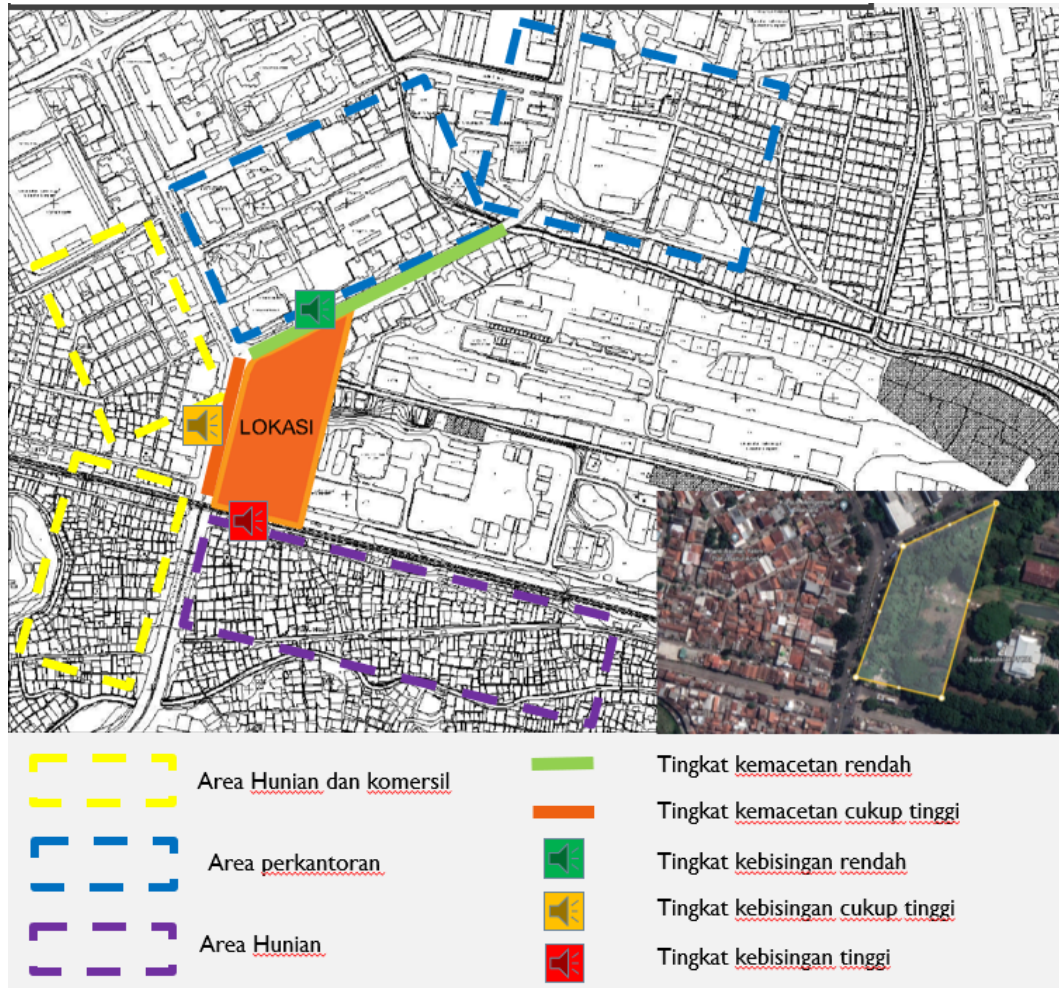 LOKASI
Area Hunian dan komersil
Area perkantoran
Area Hunian
Tingkat kemacetan rendah
Tingkat kemacetan cukup tinggi
Tingkat kebisingan rendah
Tingkat kebisingan cukup tinggi
Tingkat kebisingan tinggi